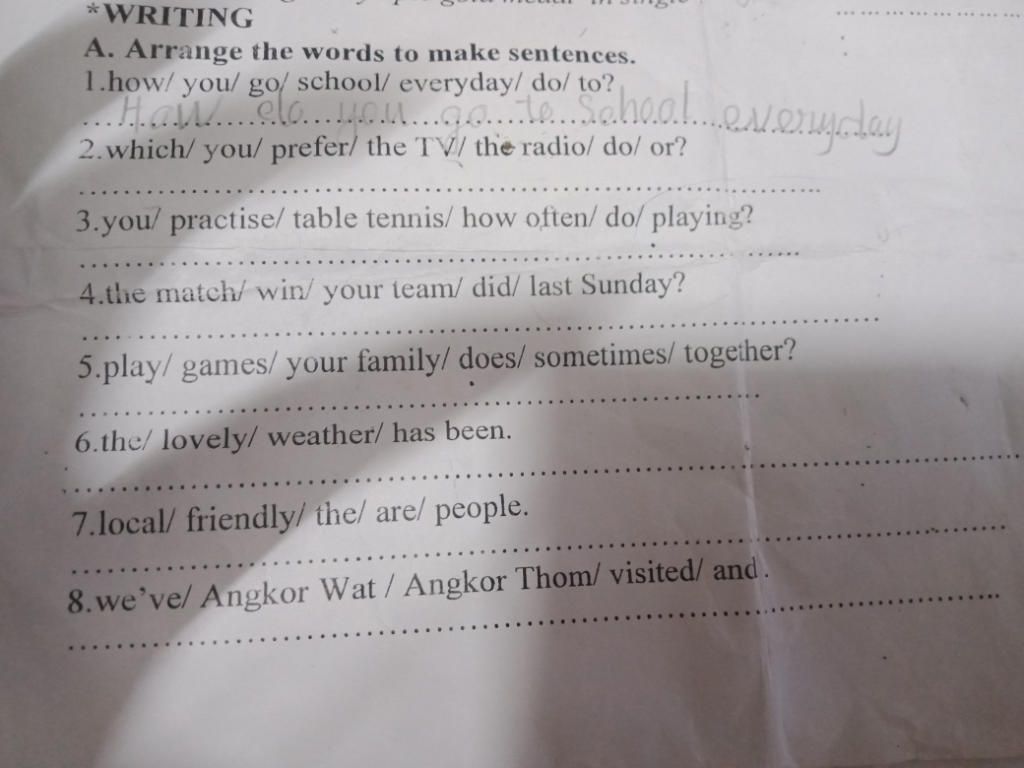 *WRITING
A. Arrange the words to make sentences.
1.how/ you/ go/ school/ everyday/ do/ to?
How do you go to School everyday
2.which/ you/ prefer/ the TV/ the radio/ do/ or?
3.you/ practise/ table tennis/ how often/ do/ playing?
4.the match/ win/ your team/ did/ last Sunday?
5.play/ games/ your family/ does/ sometimes/ together?
6.the/ lovely/ weather/ has been.
7.local/ friendly/ the/ are/ people.
8.we've/ Angkor Wat / Angkor Thom/ visited/ and.